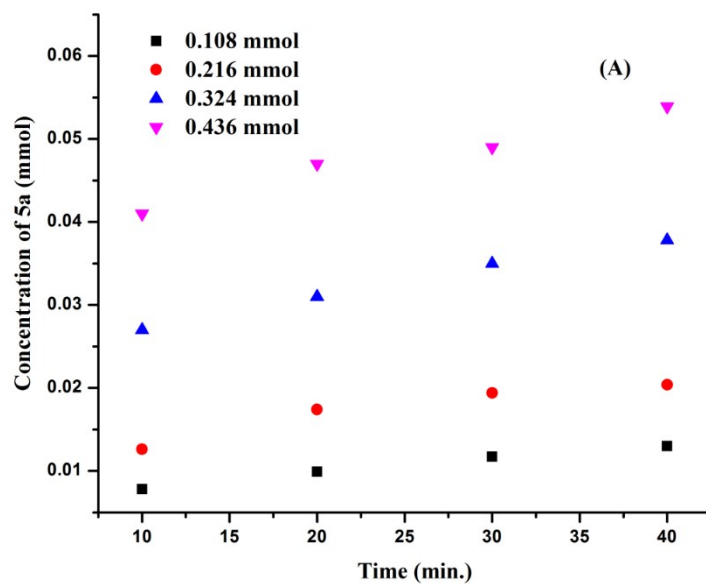 0.06
0.05
0.04
0.03
0.02
0.01
Concentration of 5a (mmol)
0.108 mmol
0.216 mmol
0.324 mmol
0.436 mmol
(A)
10 15 20 25 30 35 40
Time (min.)